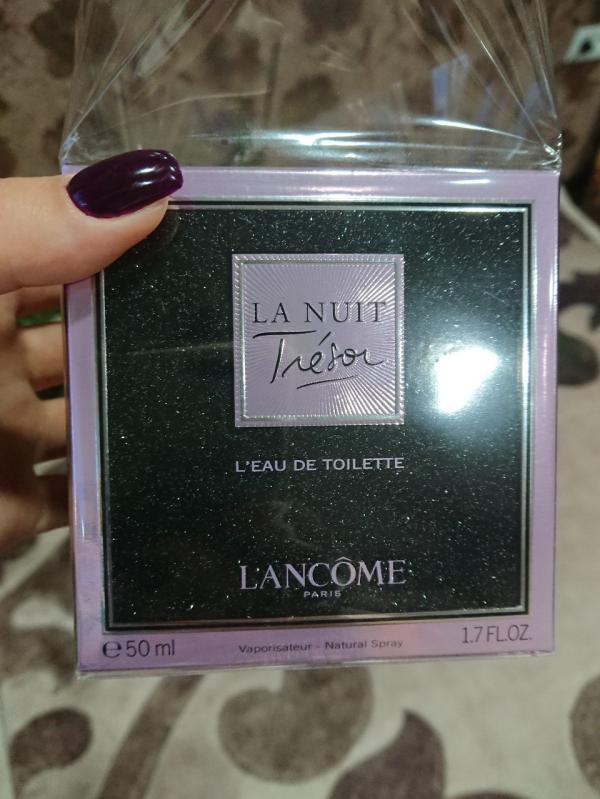 LA NUIT
Trésor
L'EAU DE TOILETTE
LANCÔME
PARIS
℮ 50 ml
Vaporisateur - Natural Spray
1.7 FL.OZ.